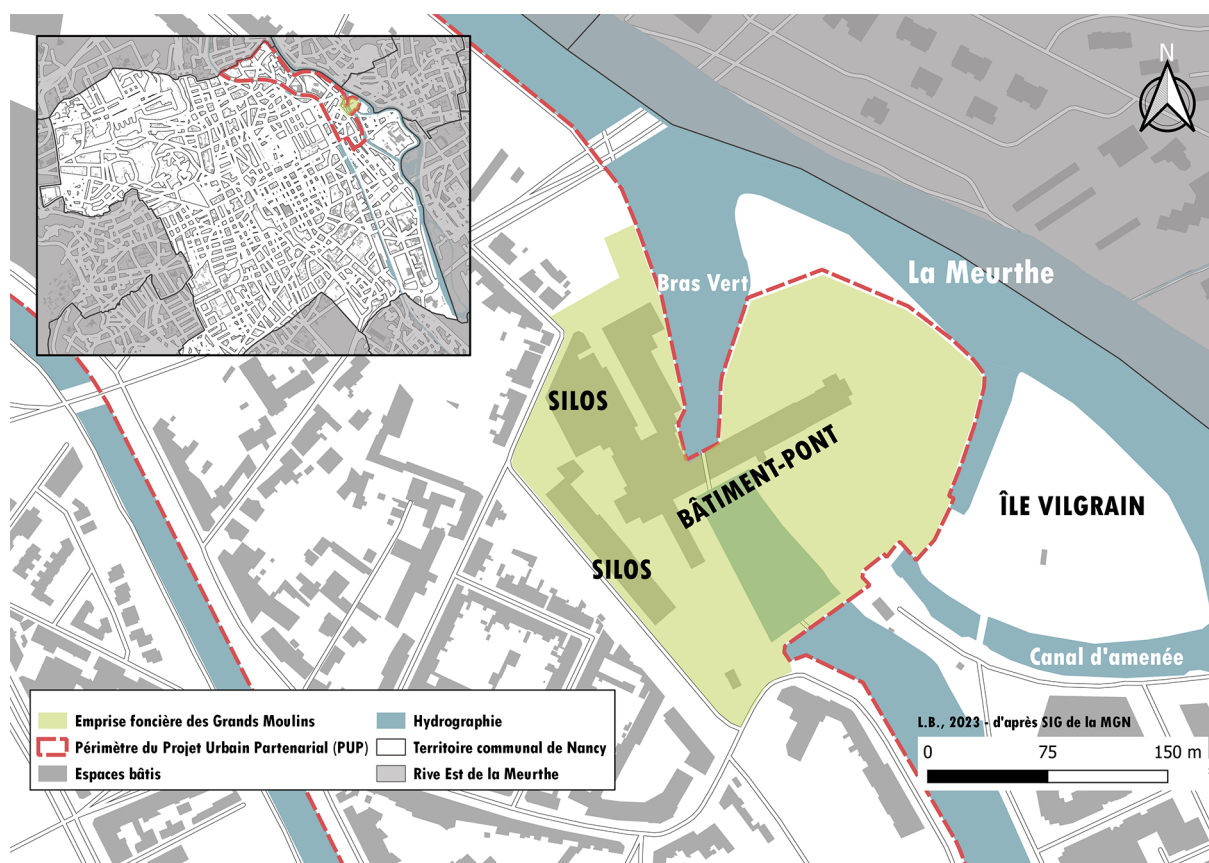 N
La Meurthe
Bras Vert
SILOS
BÂTIMENT-PONT
ÎLE VILGRAIN
SILOS
Canal d'amenée
Emprise foncière des Grands Moulins
Périmètre du Projet Urbain Partenarial (PUP)
Espaces bâtis
Hydrographie
Territoire communal de Nancy
Rive Est de la Meurthe
L.B., 2023 - d'après SIG de la MGN
0 75 150 m